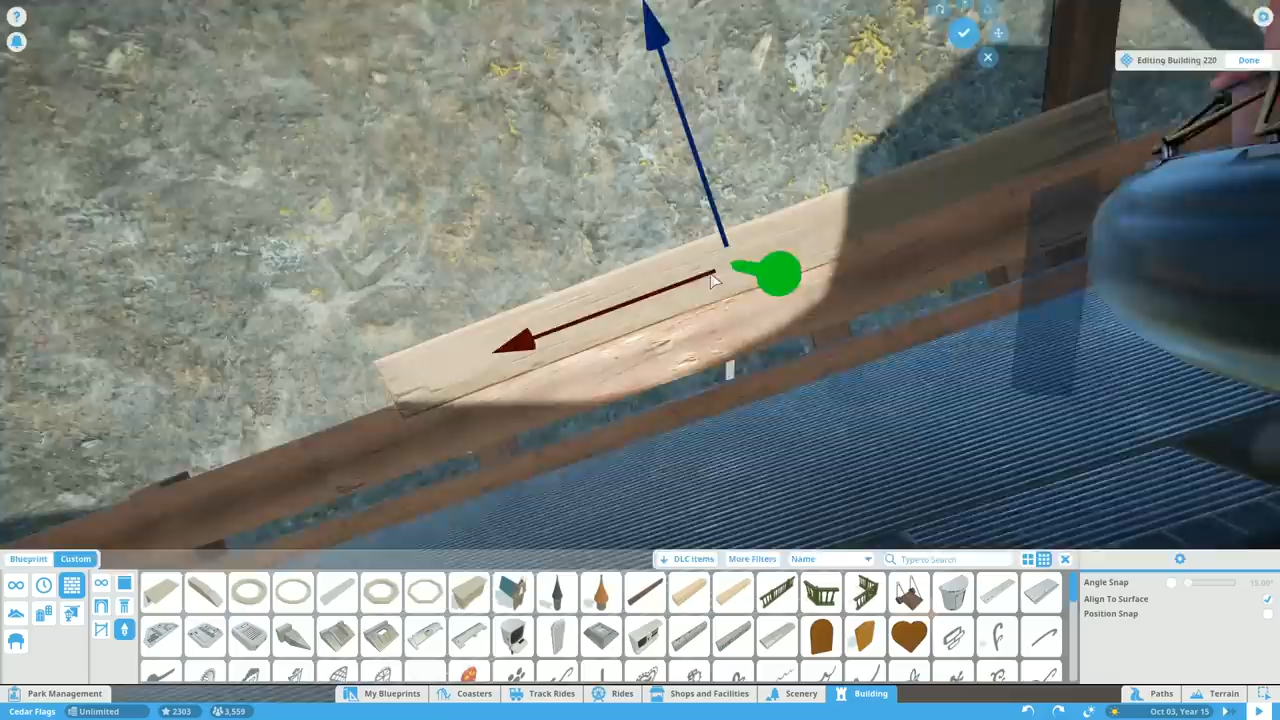 ?
Editing Building 220 Done
Blueprint Custom
DLC Items More Filters Name Type to Search
Angle Snap 15.00°
Align To Surface
Position Snap
Park Management My Blueprints Coasters Track Rides Rides Shops and Facilities Scenery Building Paths Terrain
Cedar Flags Unlimited 2303 3,559 Oct 03, Year 15